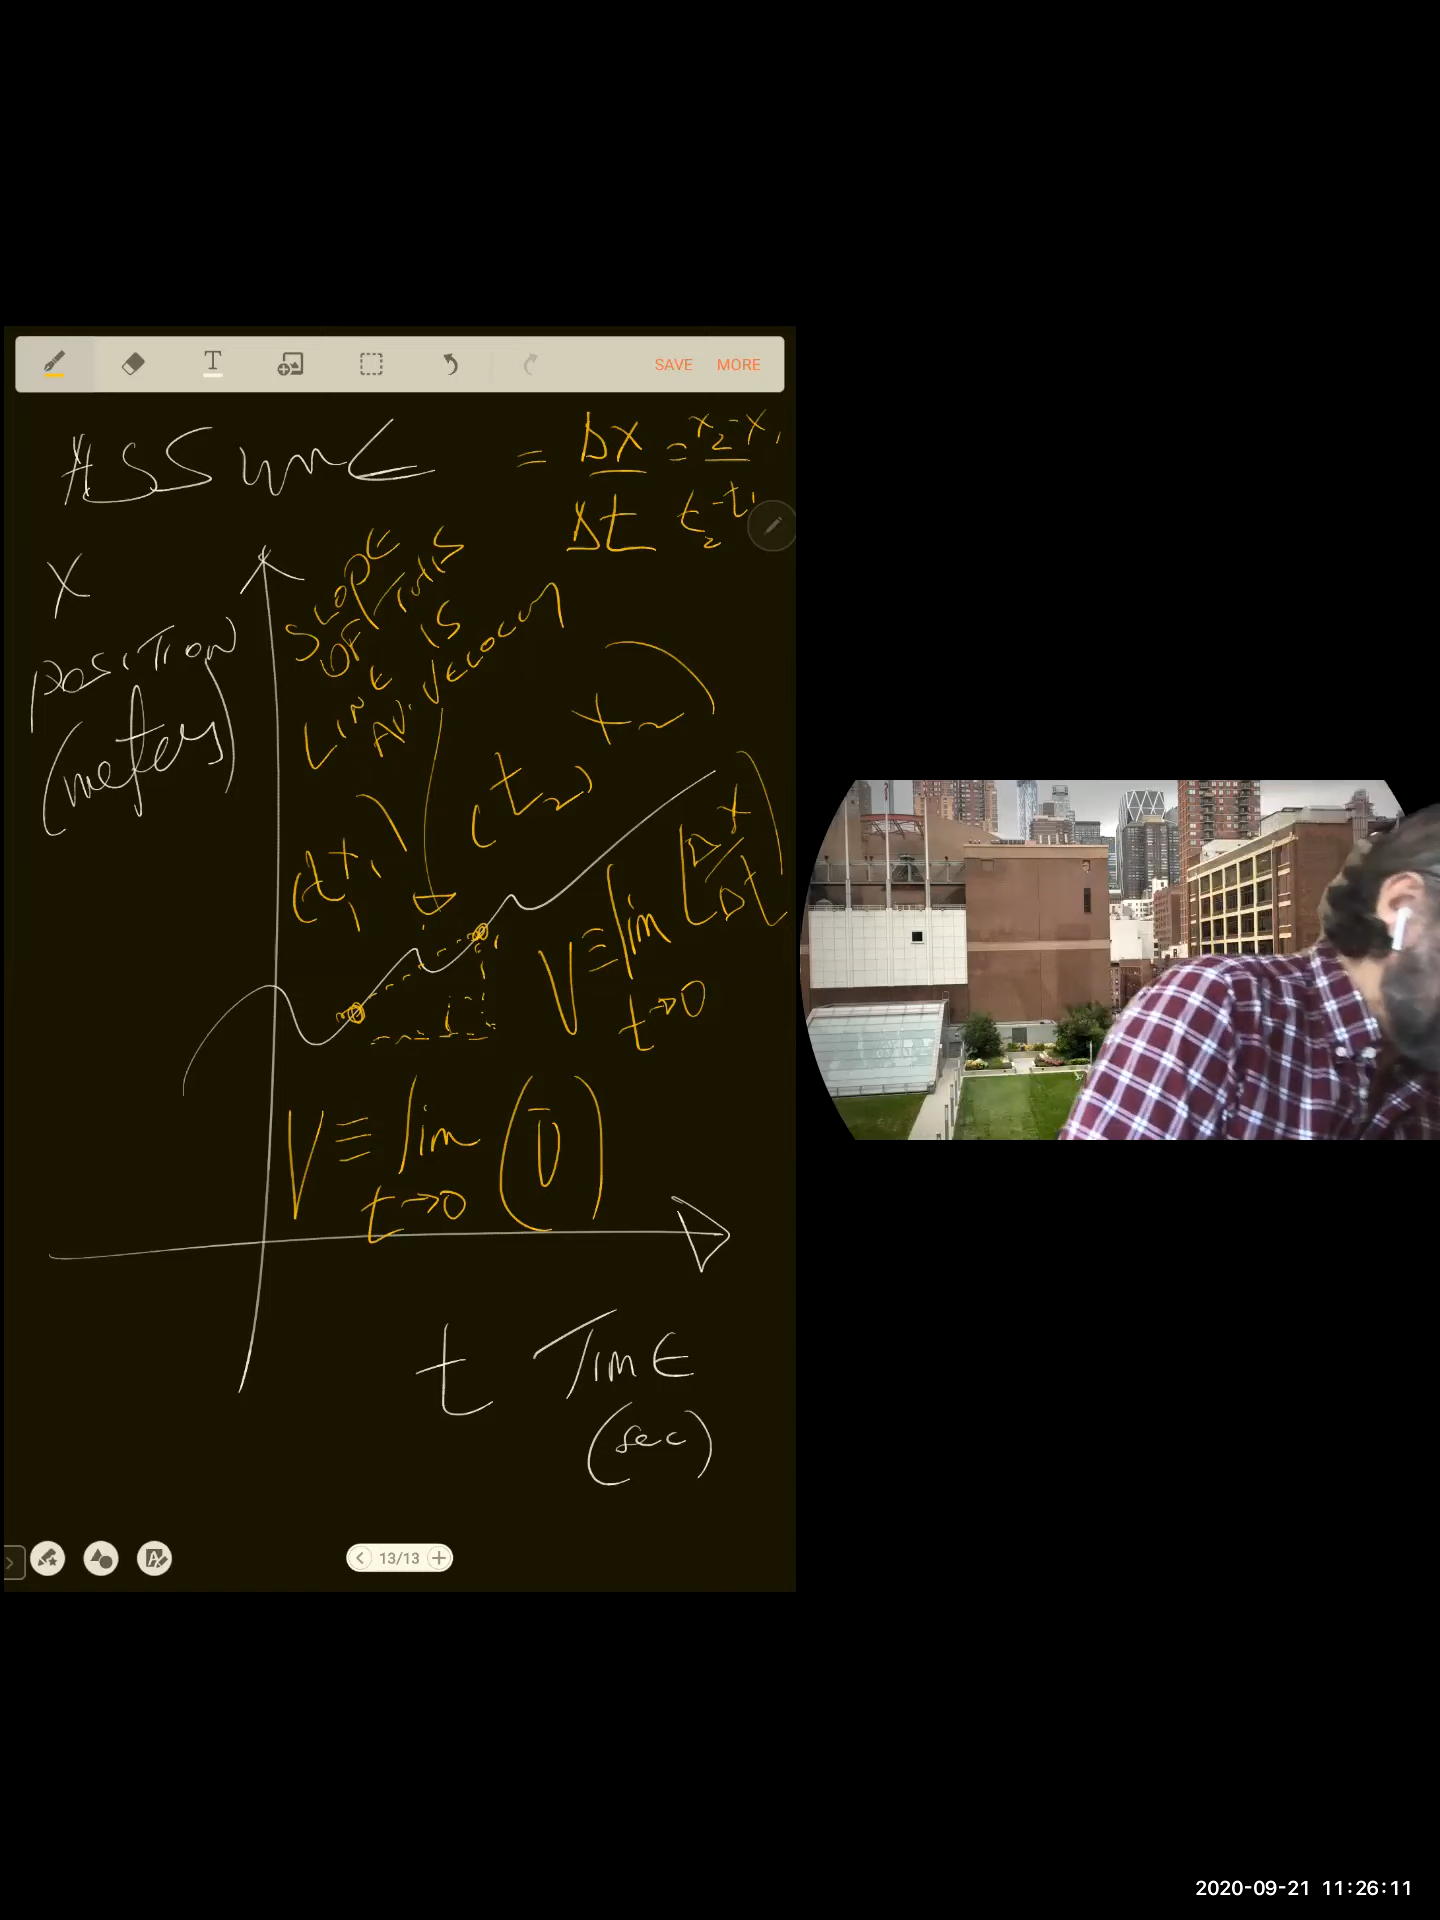 SAVE MORE
ASSUME
= Δx/Δt = x₂-x₁/t₂-t₁
x
POSITION
(meters)
SLOPE
OF THIS
LINE IS
AV. VELOCITY
(t₁, x₁)
(t₂, x₂)
V ≡ lim t→0 [Δx/Δt]
V ≡ lim t→0 (v̄)
t TIME
(sec)
13/13
2020-09-21 11:26:11